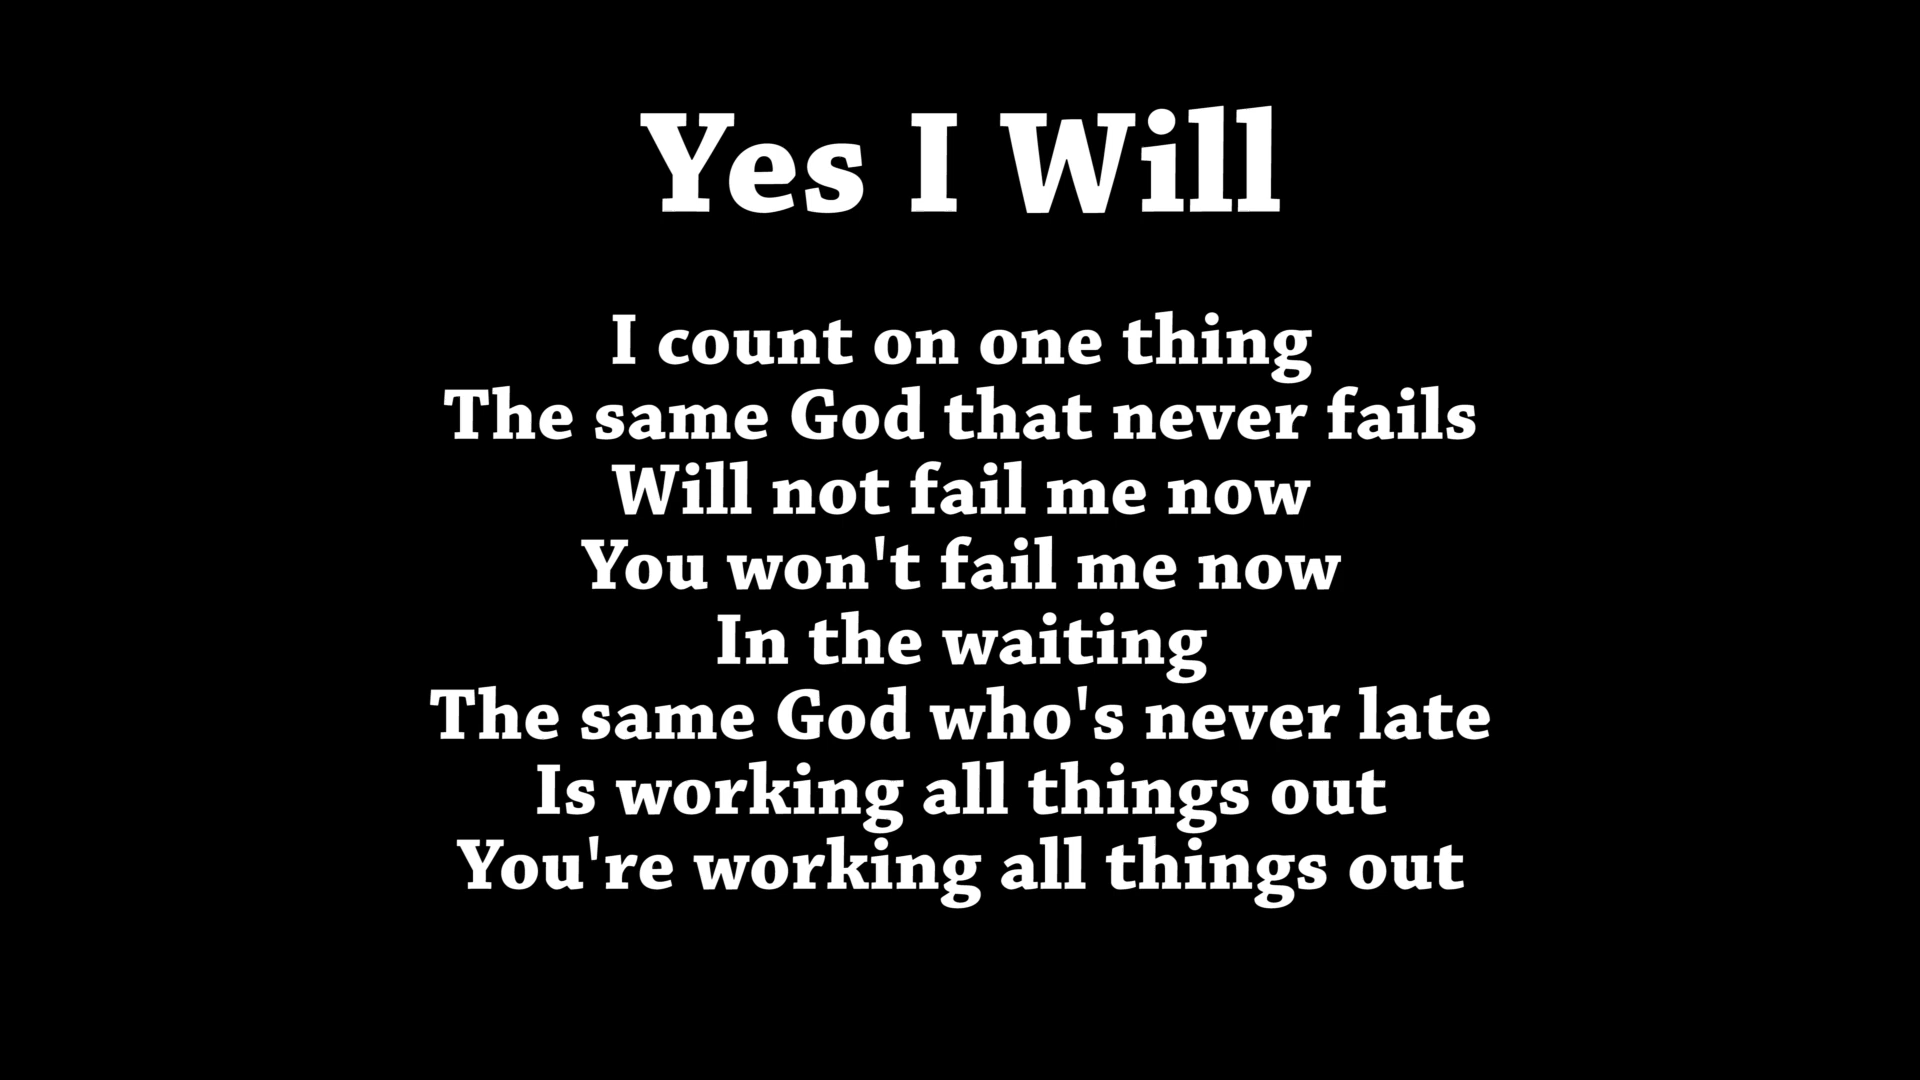 Yes I Will
I count on one thing
The same God that never fails
Will not fail me now
You won't fail me now
In the waiting
The same God who's never late
Is working all things out
You're working all things out